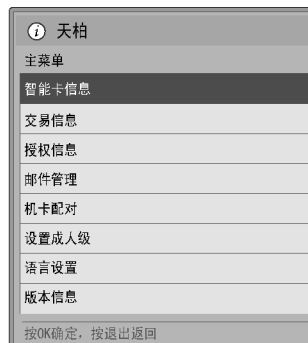 天柏
主菜单
智能卡信息
交易信息
授权信息
邮件管理
机卡配对
设置成人级
语言设置
版本信息
按OK确定，按退出返回